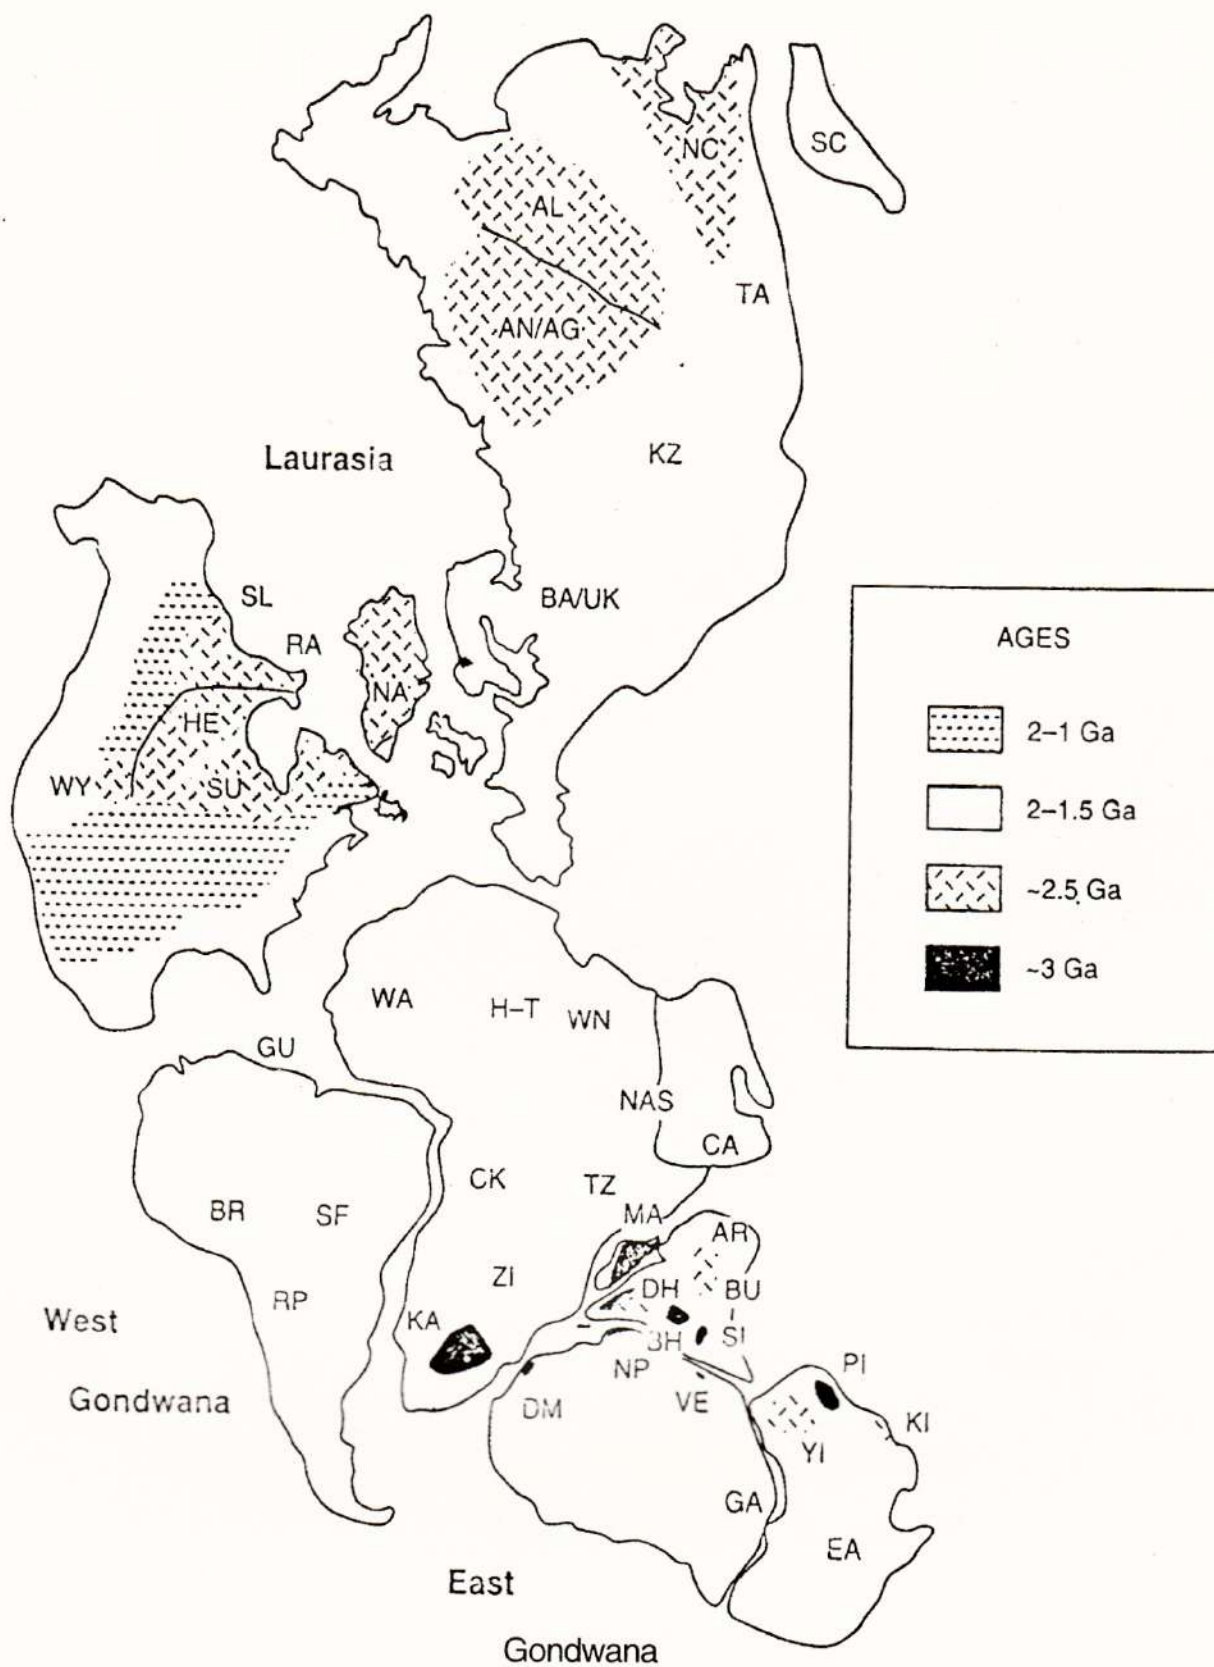 NC
SC
AL
TA
AN/AG
KZ
Laurasia
SL
BA/UK
RA
NA
HE
WY
SU
AGES
2–1 Ga
2–1.5 Ga
~2.5 Ga
~3 Ga
WA
H–T
WN
GU
NAS
CA
CK
TZ
BR
SF
MA
AR
ZI
DH
BU
RP
KA
BH
SI
West
Gondwana
NP
PI
DM
VE
KI
YI
GA
EA
East
Gondwana